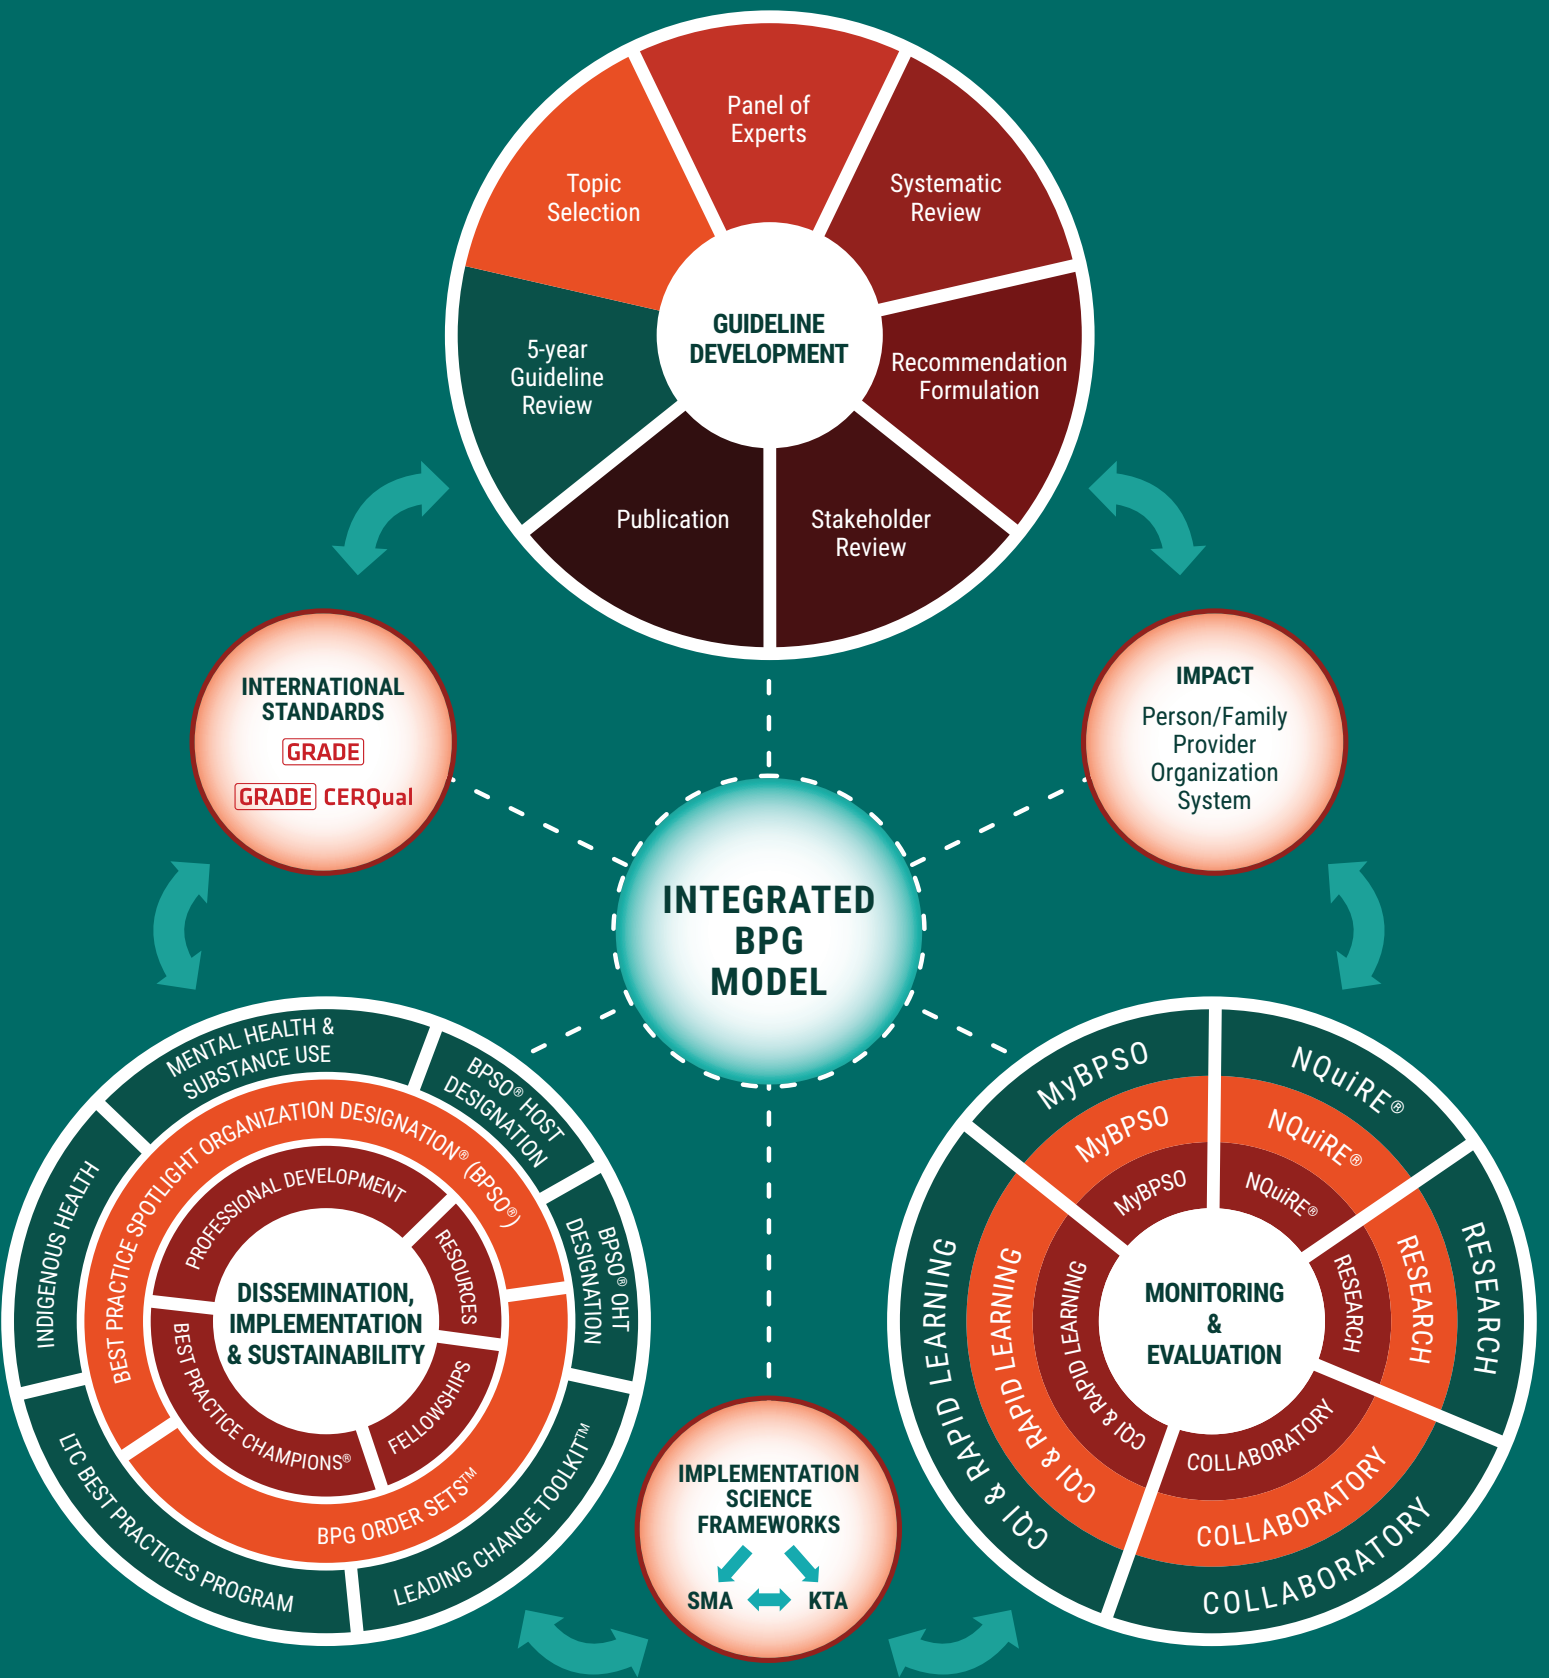 Panel of
Experts
Topic
Selection
Systematic
Review
GUIDELINE
DEVELOPMENT
5-year
Guideline
Review
Recommendation
Formulation
Publication
Stakeholder
Review
INTERNATIONAL
STANDARDS
GRADE
GRADE CERQual
IMPACT
Person/Family
Provider
Organization
System
INTEGRATED
BPG
MODEL
MENTAL HEALTH &
SUBSTANCE USE
BPSO® HOST
DESIGNATION
BPSO® OHT
DESIGNATION
LEADING CHANGE TOOLKIT™
LTC BEST PRACTICES PROGRAM
INDIGENOUS HEALTH
BEST PRACTICE SPOTLIGHT ORGANIZATION DESIGNATION® (BPSO®)
BPG ORDER SETS™
PROFESSIONAL DEVELOPMENT
RESOURCES
FELLOWSHIPS
BEST PRACTICE CHAMPIONS®
DISSEMINATION,
IMPLEMENTATION
& SUSTAINABILITY
IMPLEMENTATION
SCIENCE
FRAMEWORKS
SMA
KTA
MyBPSO
NQuiRE®
RESEARCH
COLLABORATORY
CQI & RAPID LEARNING
MyBPSO
NQuiRE®
RESEARCH
COLLABORATORY
CQI & RAPID LEARNING
MyBPSO
NQuiRE®
RESEARCH
COLLABORATORY
CQI & RAPID LEARNING
MONITORING
&
EVALUATION